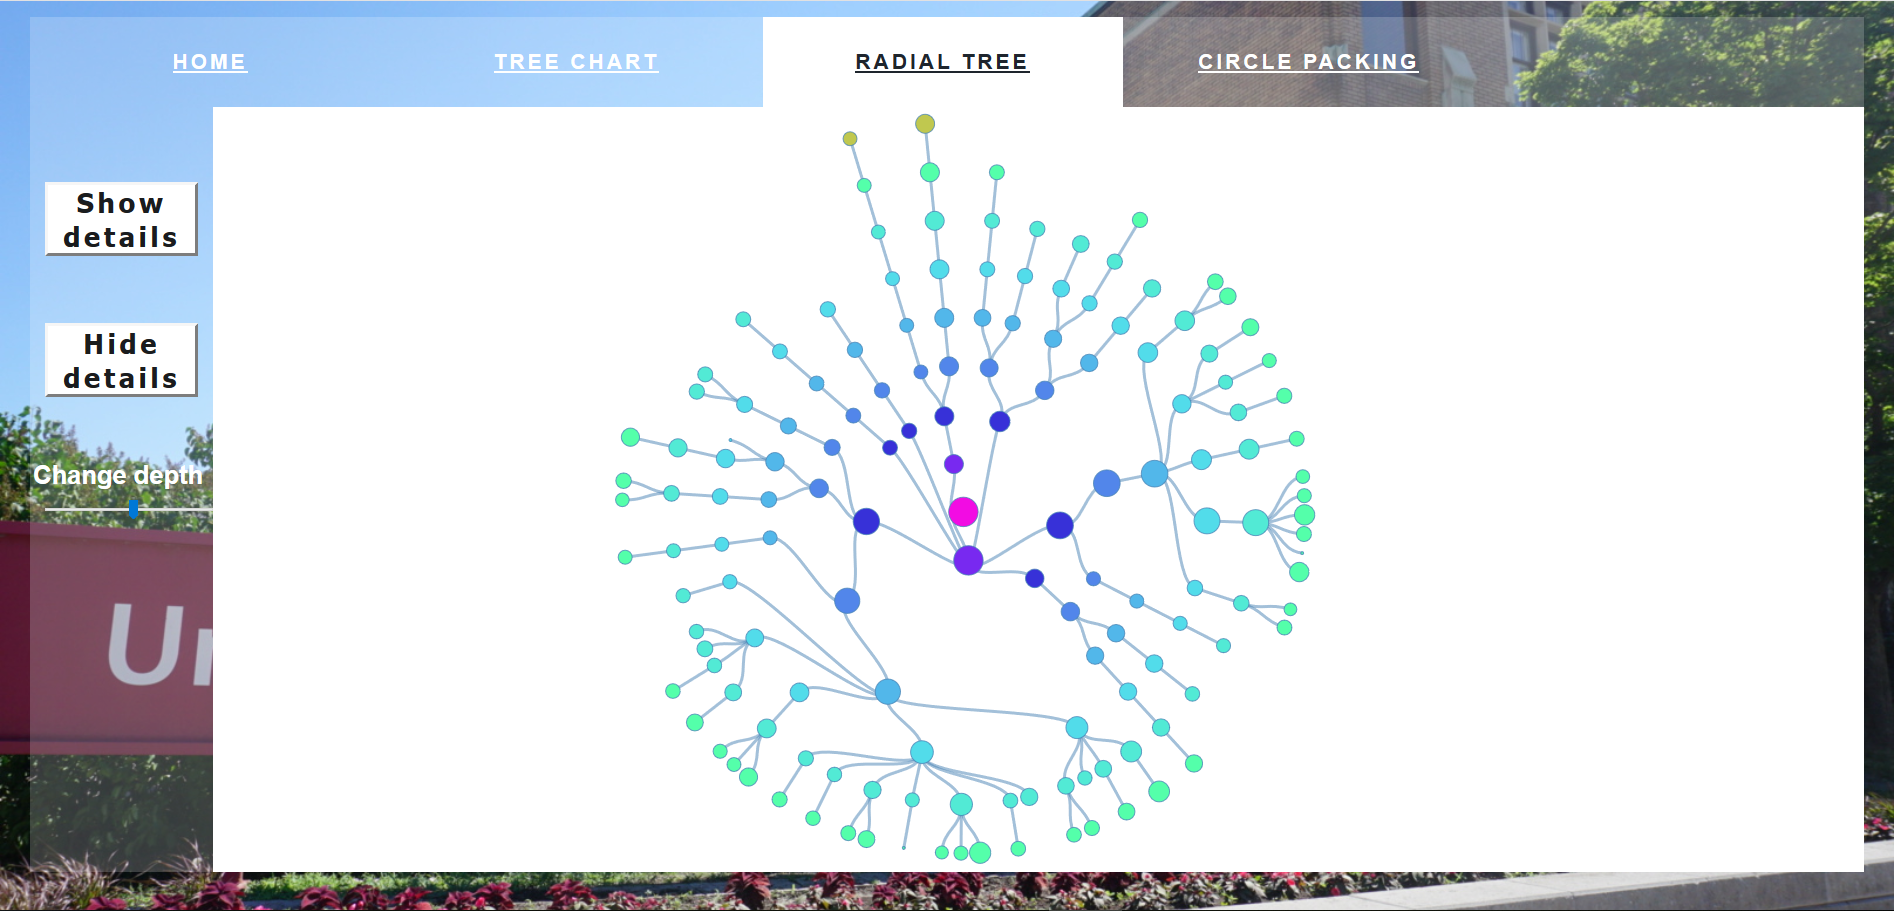 HOME
TREE CHART
RADIAL TREE
CIRCLE PACKING
Show
details
Hide
details
Change depth